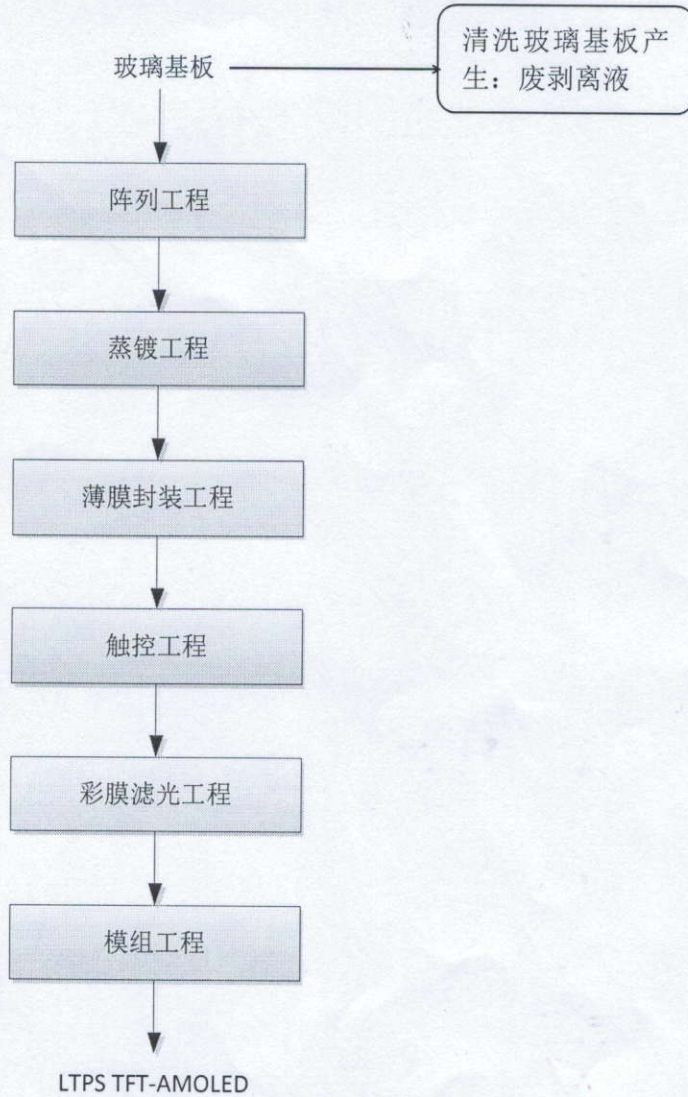 玻璃基板
清洗玻璃基板产
生：废剥离液
阵列工程
蒸镀工程
薄膜封装工程
触控工程
彩膜滤光工程
模组工程
LTPS TFT-AMOLED